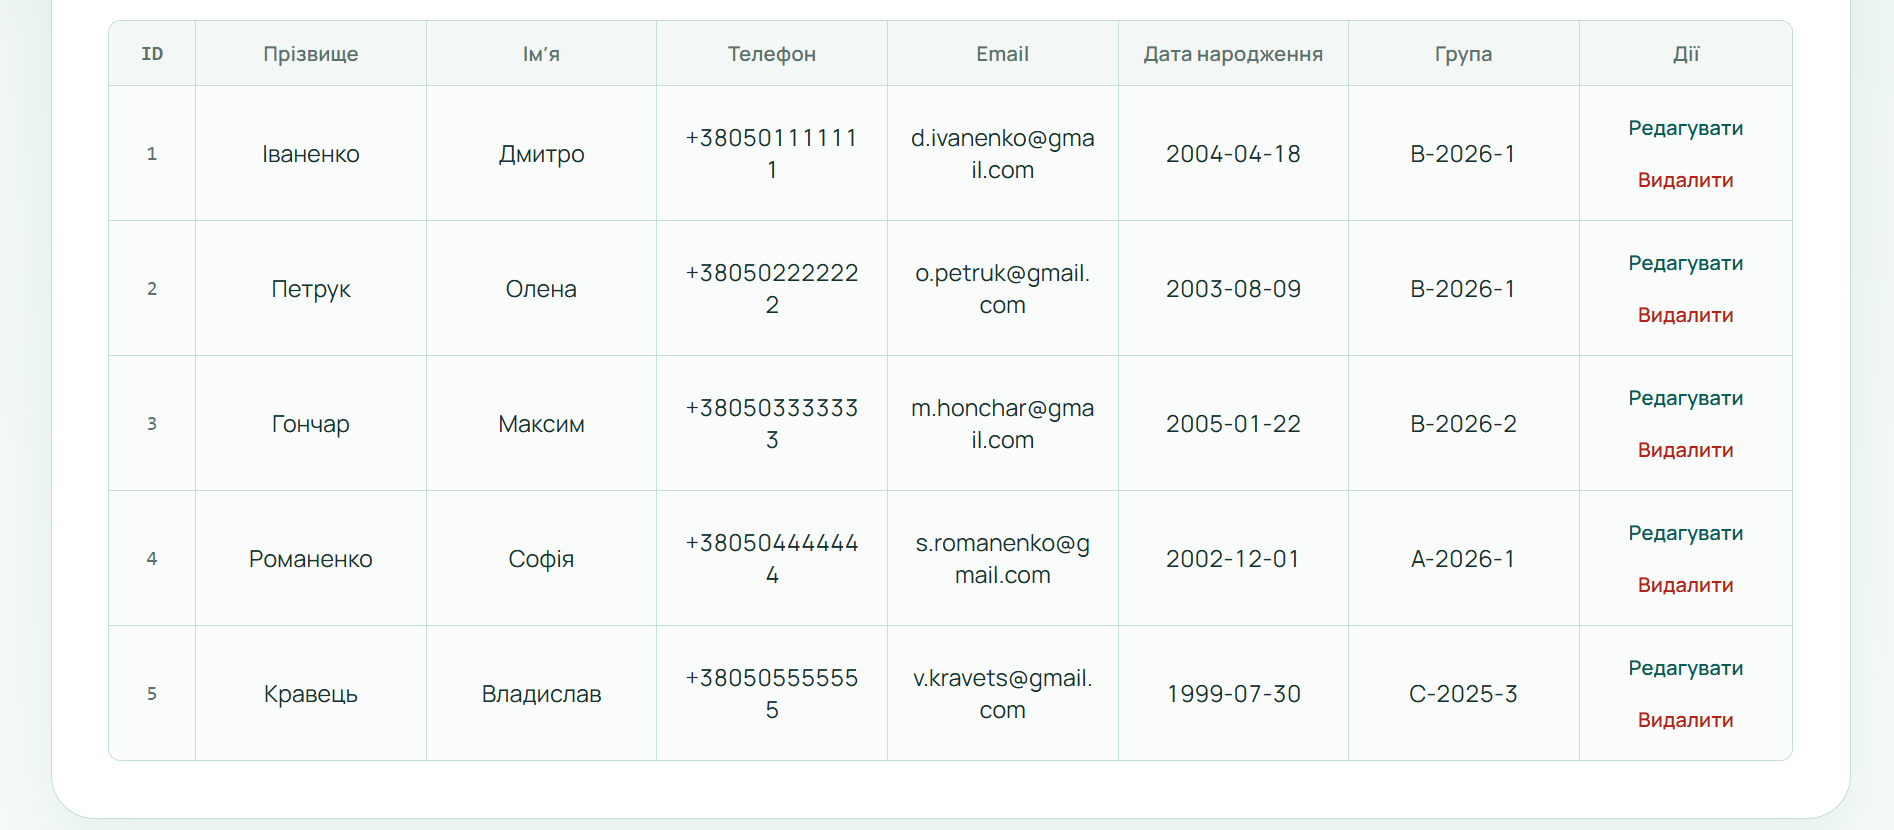 ID Прізвище Ім’я Телефон Email Дата народження Група Дії
1 Іваненко Дмитро +38050111111
1 d.ivanenko@gma
il.com 2004-04-18 B-2026-1 Редагувати
Видалити
2 Петрук Олена +38050222222
2 o.petruk@gmail.
com 2003-08-09 B-2026-1 Редагувати
Видалити
3 Гончар Максим +38050333333
3 m.honchar@gma
il.com 2005-01-22 B-2026-2 Редагувати
Видалити
4 Романенко Софія +38050444444
4 s.romanenko@g
mail.com 2002-12-01 A-2026-1 Редагувати
Видалити
5 Кравець Владислав +38050555555
5 v.kravets@gmail.
com 1999-07-30 C-2025-3 Редагувати
Видалити